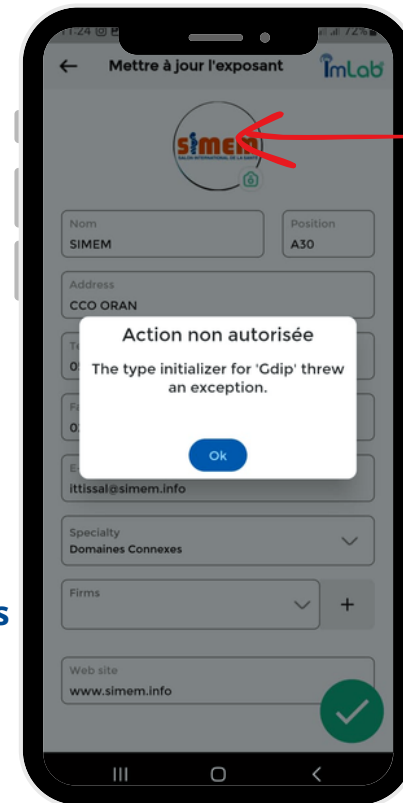 11:24
72%
Mettre à jour l'exposant
ImLab
SIMEM
SALON INTERNATIONAL DE LA SANTÉ
Nom
SIMEM
Position
A30
Address
CCO ORAN
Action non autorisée
The type initializer for 'Gdip' threw
an exception.
Ok
ittissal@simem.info
Specialty
Domaines Connexes
Firms
+
s
Web site
www.simem.info